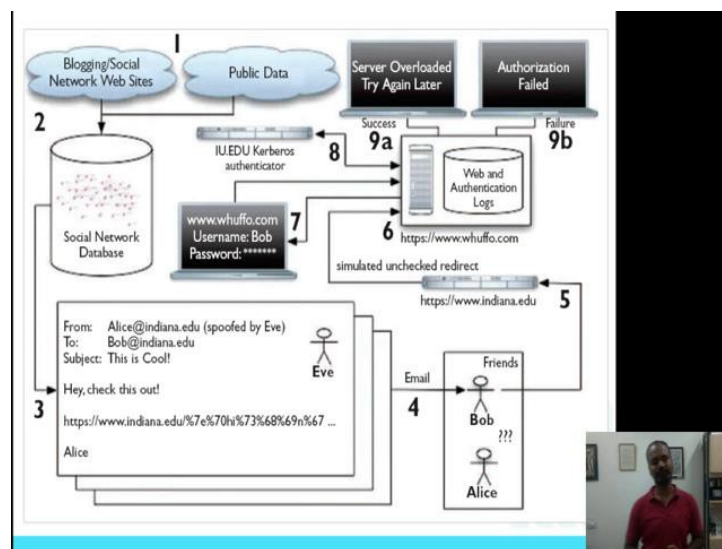 1
Blogging/Social
Network Web Sites
Public Data
Server Overloaded
Try Again Later
Authorization
Failed
2
Success
9a
Failure
9b
IU.EDU Kerberos
authenticator
8
Web and
Authentication
Logs
Social Network
Database
www.whuffo.com
Username: Bob
Password: *******
7
6
https://www.whuffo.com
simulated unchecked redirect
https://www.indiana.edu
5
3
From: Alice@indiana.edu (spoofed by Eve)
To: Bob@indiana.edu
Subject: This is Cool!
Eve
Hey, check this out!
https://www.indiana.edu/%7e%70hi%73%68%69n%67 ...
Alice
Email
4
Friends
Bob
???
Alice